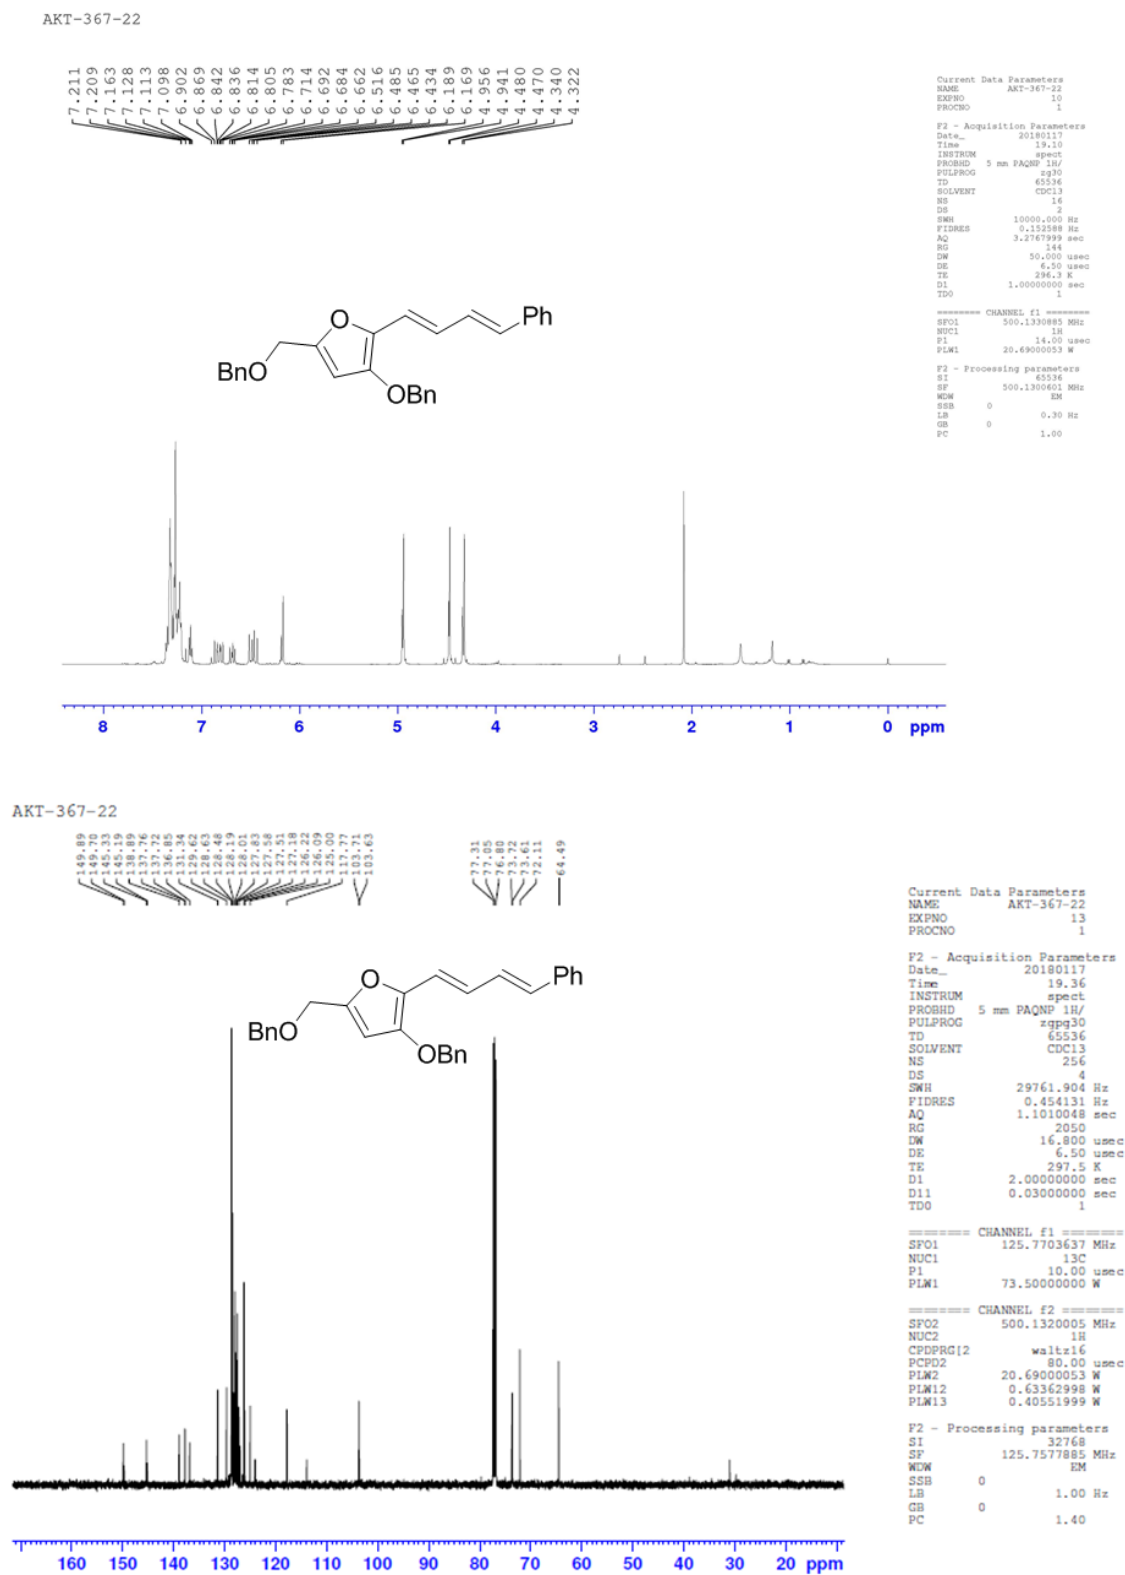 AKT-367-22
7.211
7.209
7.163
7.128
7.113
7.098
6.902
6.869
6.842
6.836
6.814
6.805
6.783
6.714
6.692
6.684
6.662
6.516
6.485
6.465
6.434
6.189
6.169
4.956
4.941
4.480
4.470
4.340
4.322
Current Data Parameters
NAME AKT-367-22
EXPNO 10
PROCNO 1
F2 - Acquisition Parameters
Date_ 20180117
Time 19.10
INSTRUM spect
PROBHD 5 mm PAQNP 1H/
PULPROG zg30
TD 65536
SOLVENT CDCl3
NS 16
DS 2
SWH 10000.000 Hz
FIDRES 0.152588 Hz
AQ 3.2767999 sec
RG 144
DW 50.000 usec
DE 6.50 usec
TE 296.3 K
D1 1.00000000 sec
TD0 1
======== CHANNEL f1 ========
SFO1 500.1330885 MHz
NUC1 1H
P1 14.00 usec
PLW1 20.69000053 W
F2 - Processing parameters
SI 65536
SF 500.1300601 MHz
WDW EM
SSB 0
LB 0.30 Hz
GB 0
PC 1.00
O
Ph
BnO
OBn
8 7 6 5 4 3 2 1 0 ppm
AKT-367-22
149.89
149.70
145.33
145.19
138.89
137.76
137.72
136.85
131.34
129.62
128.63
128.48
128.19
128.01
127.83
127.58
127.51
127.18
126.22
126.09
125.00
117.77
103.71
103.63
77.31
77.05
76.80
73.72
73.61
72.11
64.49
Current Data Parameters
NAME AKT-367-22
EXPNO 13
PROCNO 1
F2 - Acquisition Parameters
Date_ 20180117
Time 19.36
INSTRUM spect
PROBHD 5 mm PAQNP 1H/
PULPROG zgpg30
TD 65536
SOLVENT CDCl3
NS 256
DS 4
SWH 29761.904 Hz
FIDRES 0.454131 Hz
AQ 1.1010048 sec
RG 2050
DW 16.800 usec
DE 6.50 usec
TE 297.5 K
D1 2.00000000 sec
D11 0.03000000 sec
TD0 1
======== CHANNEL f1 ========
SFO1 125.7703637 MHz
NUC1 13C
P1 10.00 usec
PLW1 73.50000000 W
======== CHANNEL f2 ========
SFO2 500.1320005 MHz
NUC2 1H
CPDPRG[2 waltz16
PCPD2 80.00 usec
PLW2 20.69000053 W
PLW12 0.63362998 W
PLW13 0.40551999 W
F2 - Processing parameters
SI 32768
SF 125.7577885 MHz
WDW EM
SSB 0
LB 1.00 Hz
GB 0
PC 1.40
O
Ph
BnO
OBn
160 150 140 130 120 110 100 90 80 70 60 50 40 30 20 ppm